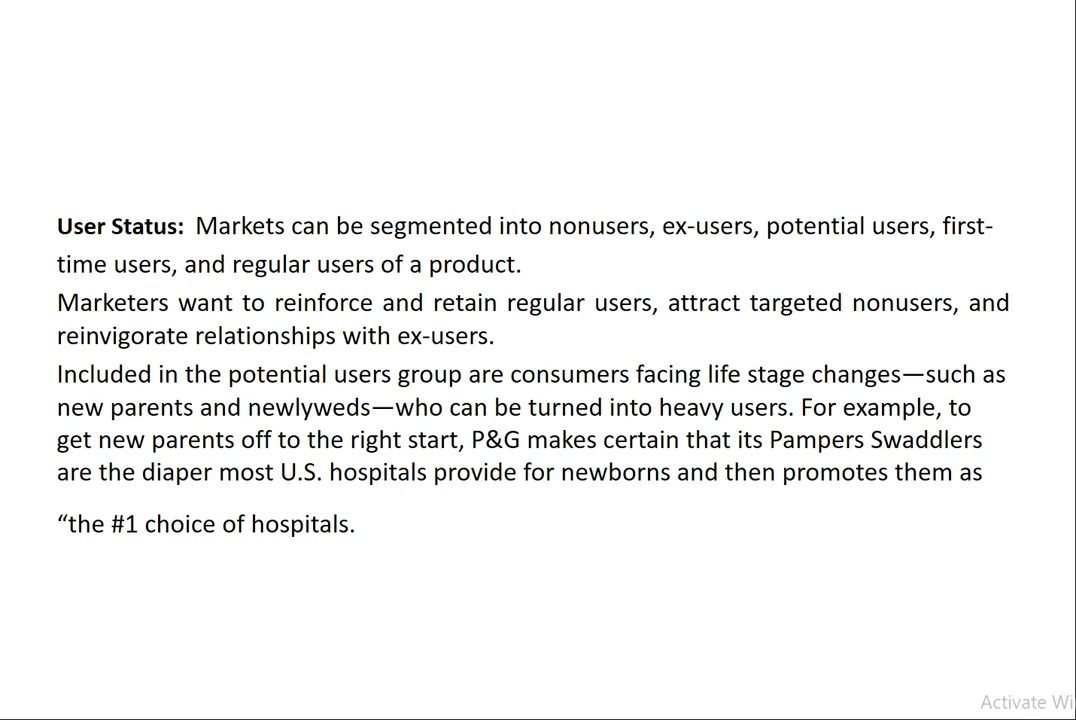 User Status: Markets can be segmented into nonusers, ex-users, potential users, first-
time users, and regular users of a product.
Marketers want to reinforce and retain regular users, attract targeted nonusers, and
reinvigorate relationships with ex-users.
Included in the potential users group are consumers facing life stage changes—such as
new parents and newlyweds—who can be turned into heavy users. For example, to
get new parents off to the right start, P&G makes certain that its Pampers Swaddlers
are the diaper most U.S. hospitals provide for newborns and then promotes them as
“the #1 choice of hospitals.
Activate Wi